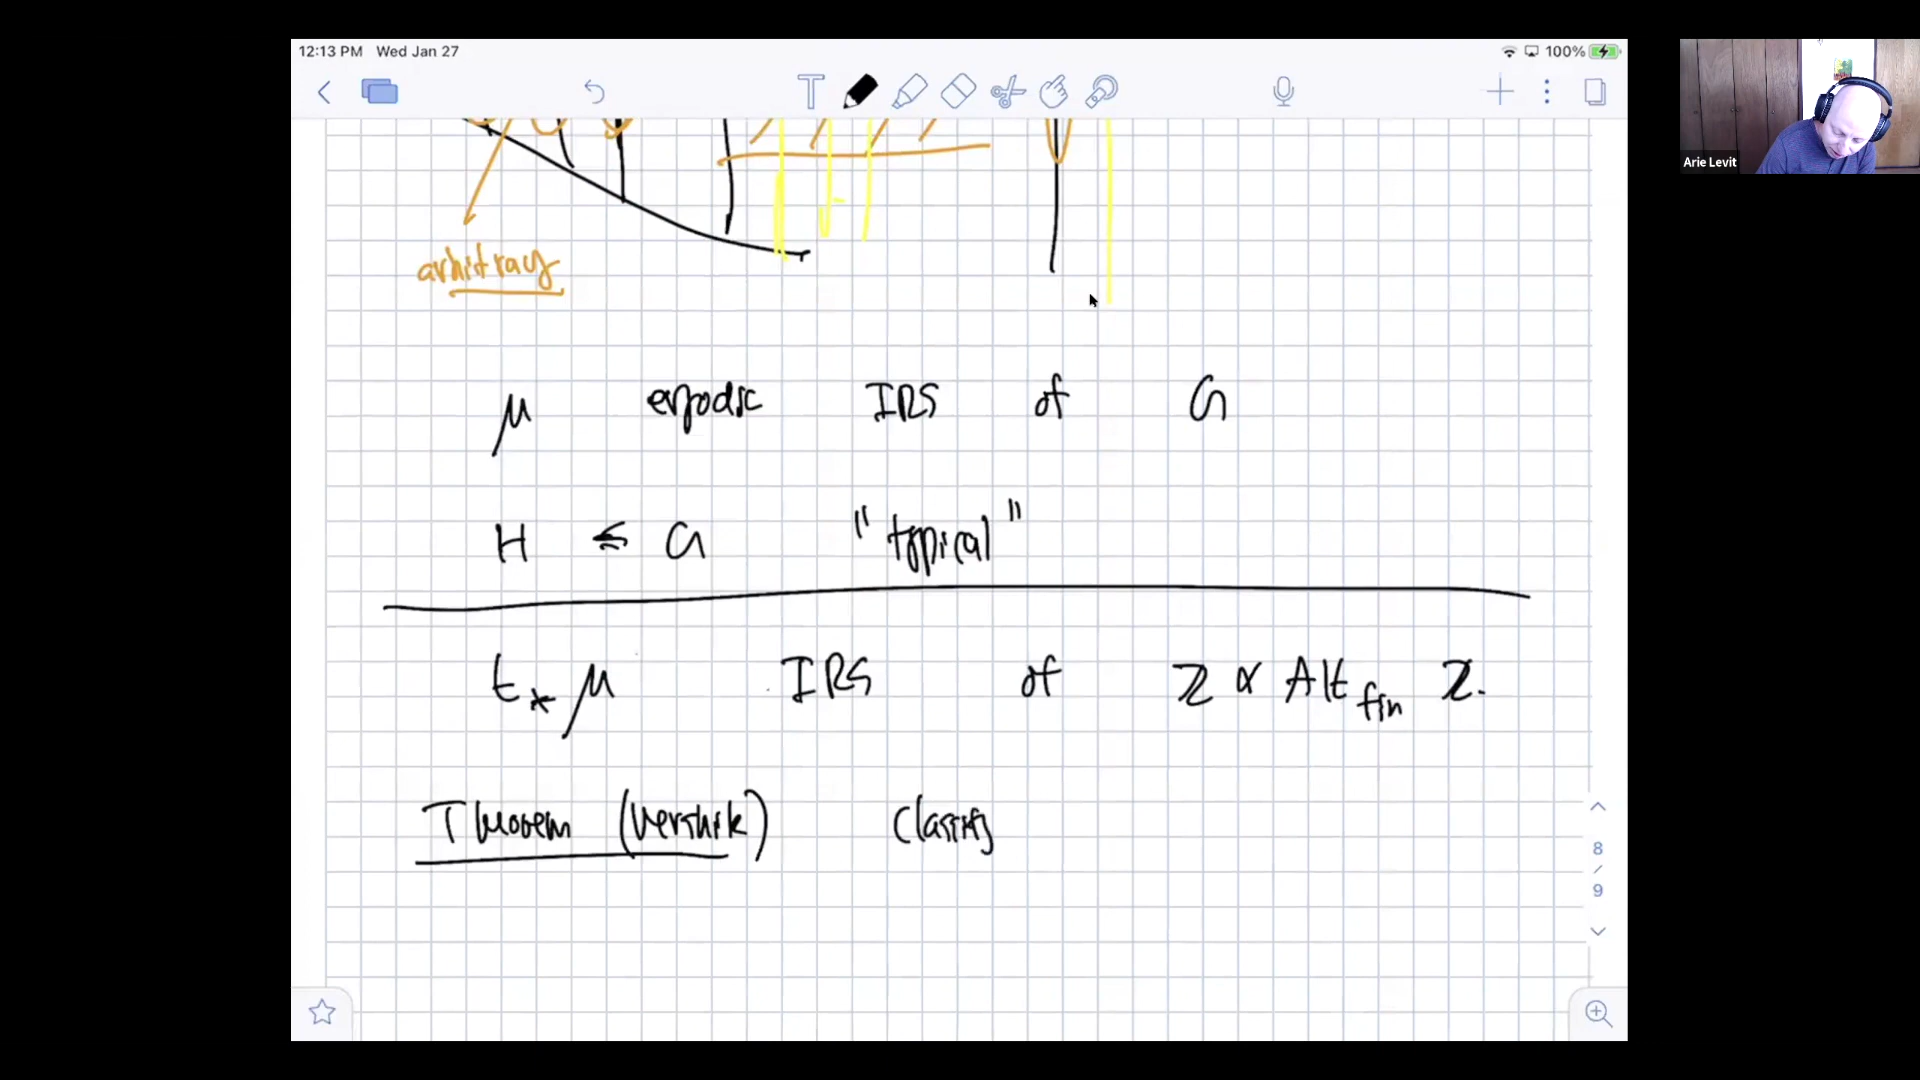 12:13 PM Wed Jan 27
100%
T
Arie Levit
arbitrary
μ ergodic IRS of G
H ≤ G "typical"
t⁎ μ IRS of ℤ ⋉ Alt fin ℤ.
Theorem (Vershik) Classify
8
/
9